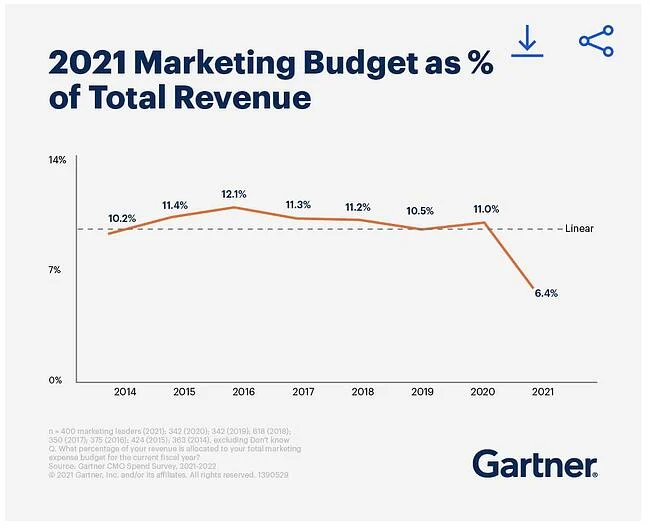 2021 Marketing Budget as %
of Total Revenue
14%
10.2%
11.4%
12.1%
11.3%
11.2%
10.5%
11.0%
Linear
7%
6.4%
0%
2014 2015 2016 2017 2018 2019 2020 2021
n = 400 marketing leaders (2021); 342 (2020); 342 (2019); 618 (2018);
350 (2017); 375 (2016); 424 (2015); 363 (2014), excluding Don't know
Q. What percentage of your revenue is allocated to your total marketing
expense budget for the current fiscal year?
Source: Gartner CMO Spend Survey, 2021-2022
© 2021 Gartner, Inc. and/or its affiliates. All rights reserved. 1390529
Gartner®